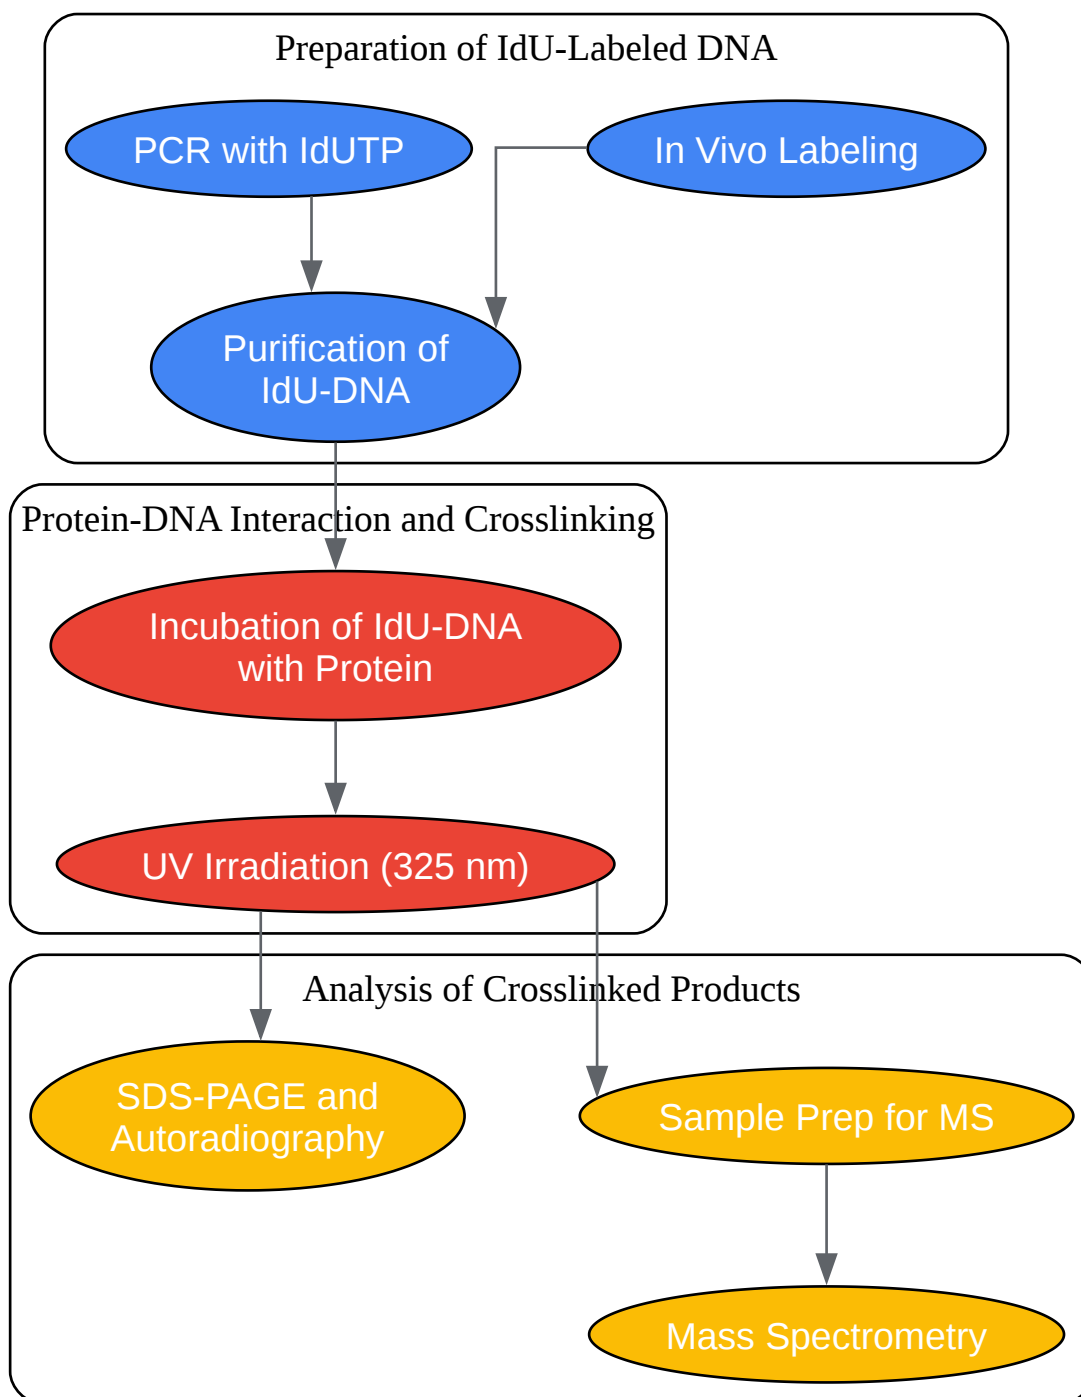 Preparation of IdU-Labeled DNA
PCR with IdUTP
In Vivo Labeling
Purification of
IdU-DNA
Protein-DNA Interaction and Crosslinking
Incubation of IdU-DNA
with Protein
UV Irradiation (325 nm)
Analysis of Crosslinked Products
SDS-PAGE and
Autoradiography
Sample Prep for MS
Mass Spectrometry